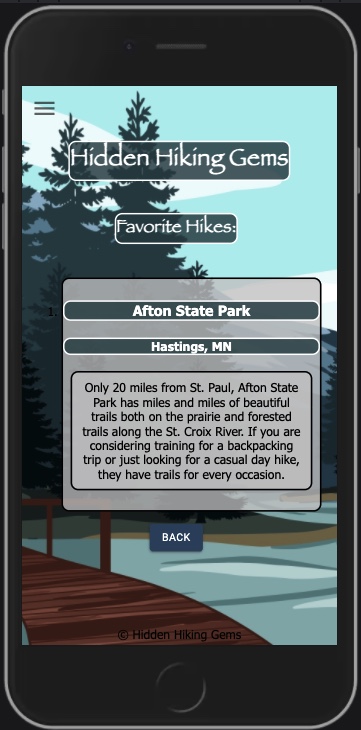 Hidden Hiking Gems
Favorite Hikes:
1.
Afton State Park
Hastings, MN
Only 20 miles from St. Paul, Afton State
Park has miles and miles of beautiful
trails both on the prairie and forested
trails along the St. Croix River. If you are
considering training for a backpacking
trip or just looking for a casual day hike,
they have trails for every occasion.
BACK
© Hidden Hiking Gems